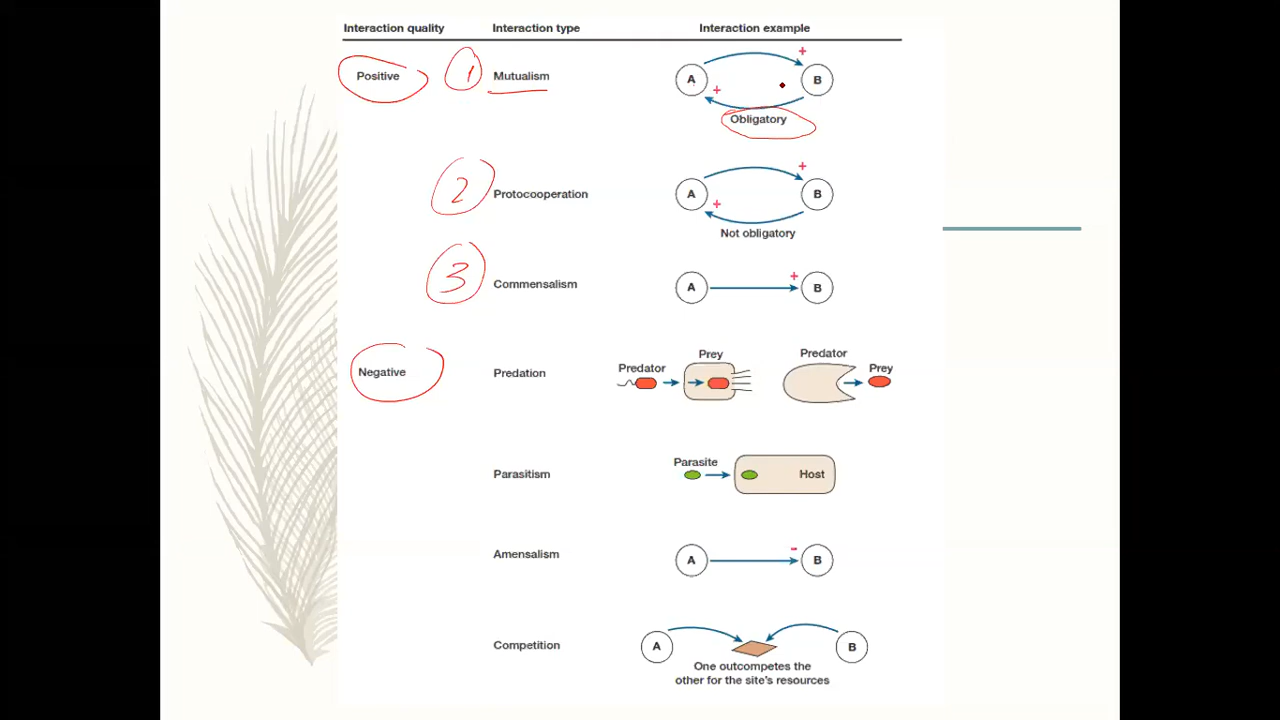 Interaction quality Interaction type Interaction example
Positive 1 Mutualism A + B +
Obligatory
2 Protocooperation A + B +
Not obligatory
3 Commensalism A B +
Negative Predation Predator Prey Predator Prey
Parasitism Parasite Host
Amensalism A B -
Competition A B
One outcompetes the
other for the site's resources